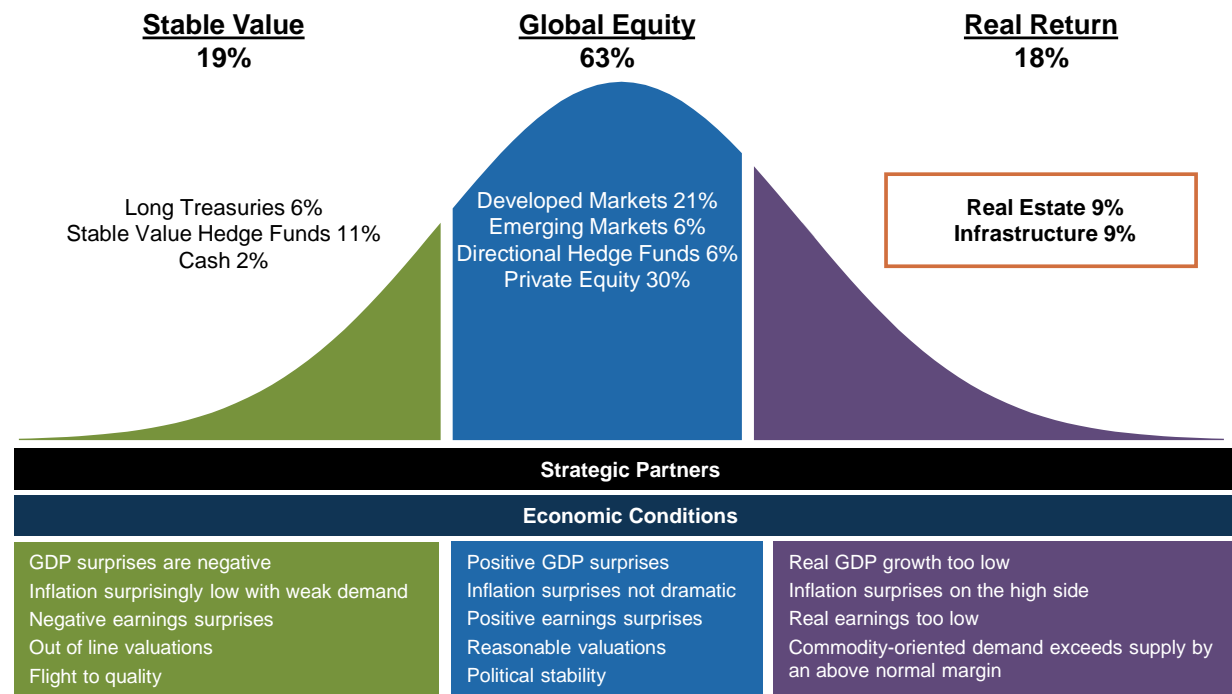 Stable Value
19%
Global Equity
63%
Real Return
18%
Long Treasuries 6%
Stable Value Hedge Funds 11%
Cash 2%
Developed Markets 21%
Emerging Markets 6%
Directional Hedge Funds 6%
Private Equity 30%
Real Estate 9%
Infrastructure 9%
Strategic Partners
Economic Conditions
GDP surprises are negative
Inflation surprisingly low with weak demand
Negative earnings surprises
Out of line valuations
Flight to quality
Positive GDP surprises
Inflation surprises not dramatic
Positive earnings surprises
Reasonable valuations
Political stability
Real GDP growth too low
Inflation surprises on the high side
Real earnings too low
Commodity-oriented demand exceeds supply by
an above normal margin